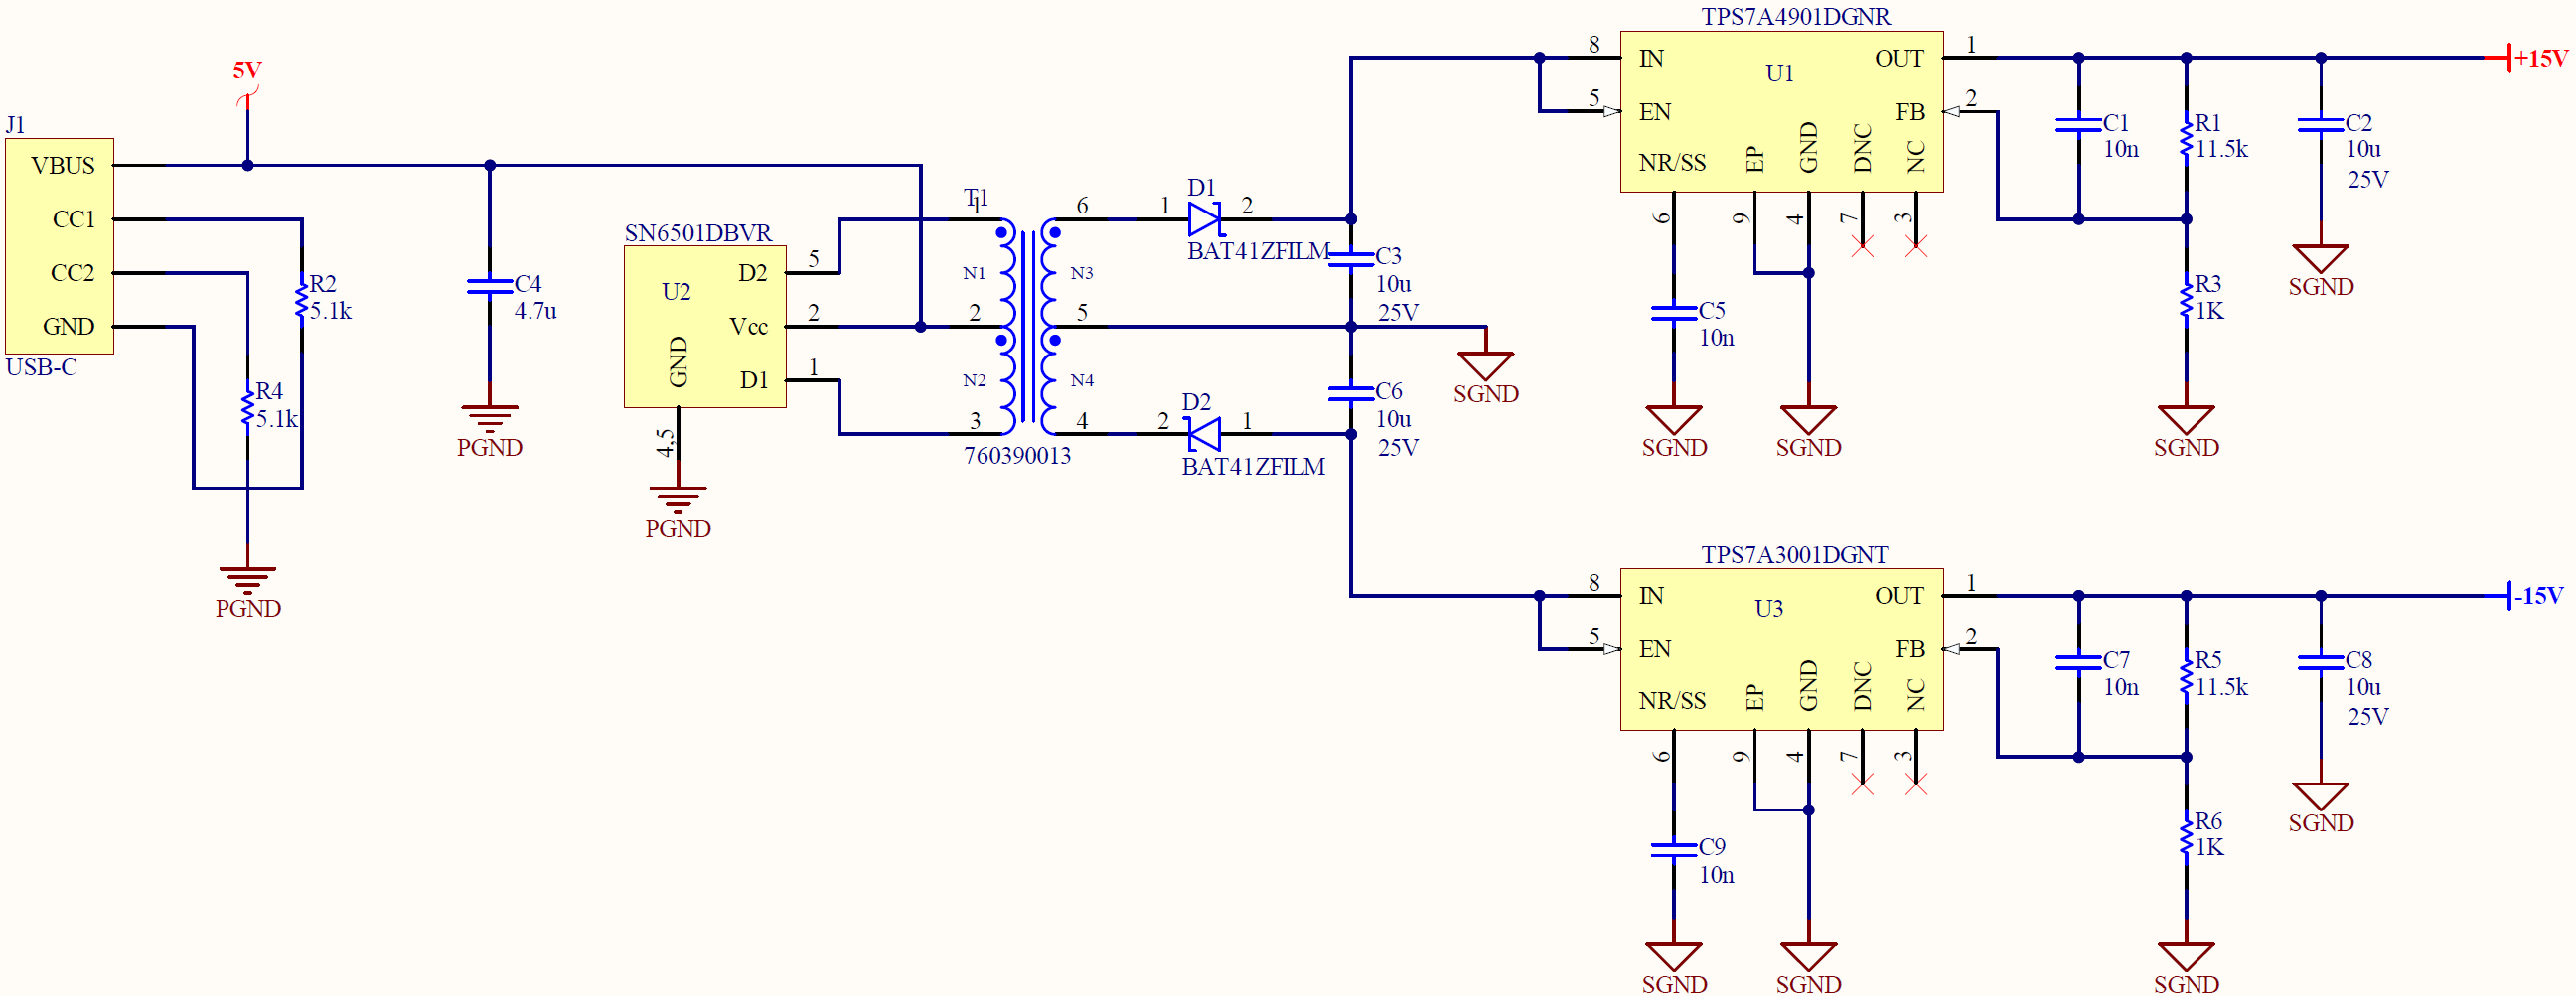 5V
J1
VBUS
CC1
CC2
GND
USB-C
R2
5.1k
R4
5.1k
PGND
C4
4.7u
PGND
SN6501DBVR
U2
D2
Vcc
D1
GND
5
2
1
4,5
PGND
T1
1
2
3
N1
N2
N3
N4
6
5
4
760390013
D1
1
2
BAT41ZFILM
D2
2
1
BAT41ZFILM
C3
10u
25V
C6
10u
25V
SGND
TPS7A4901DGNR
U1
8
IN
5
EN
NR/SS
EP
GND
DNC
NC
OUT
1
FB
2
6
9
4
7
3
C5
10n
SGND
SGND
C1
10n
R1
11.5k
C2
10u
25V
SGND
R3
1K
SGND
+15V
TPS7A3001DGNT
U3
8
IN
5
EN
NR/SS
EP
GND
DNC
NC
OUT
1
FB
2
6
9
4
7
3
C9
10n
SGND
SGND
C7
10n
R5
11.5k
C8
10u
25V
SGND
R6
1K
SGND
-15V